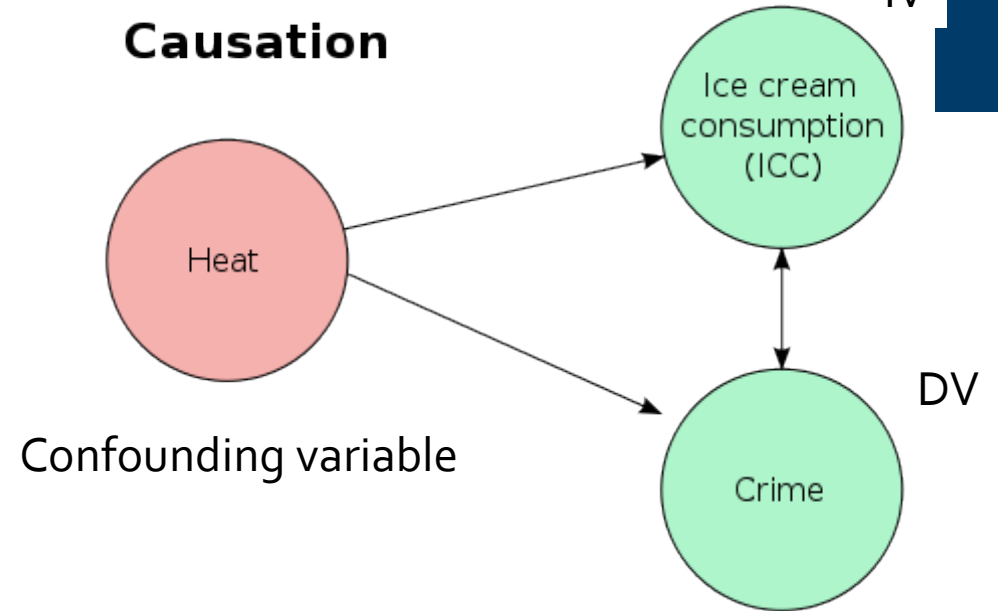 Causation
Ice cream
consumption
(ICC)
Heat
DV
Confounding variable
Crime